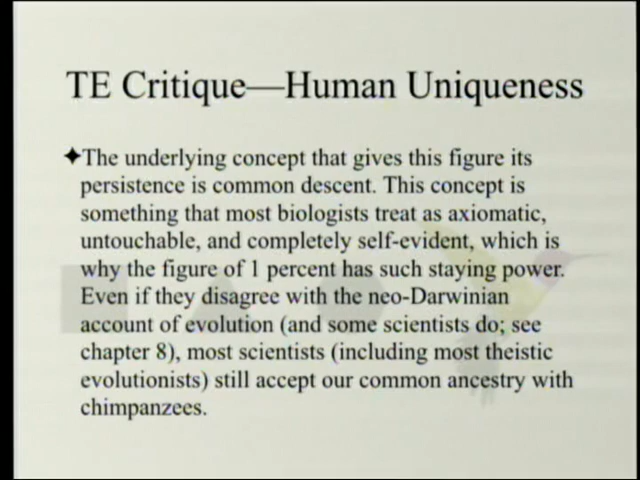 TE Critique—Human Uniqueness
✦The underlying concept that gives this figure its
persistence is common descent. This concept is
something that most biologists treat as axiomatic,
untouchable, and completely self-evident, which is
why the figure of 1 percent has such staying power.
Even if they disagree with the neo-Darwinian
account of evolution (and some scientists do; see
chapter 8), most scientists (including most theistic
evolutionists) still accept our common ancestry with
chimpanzees.